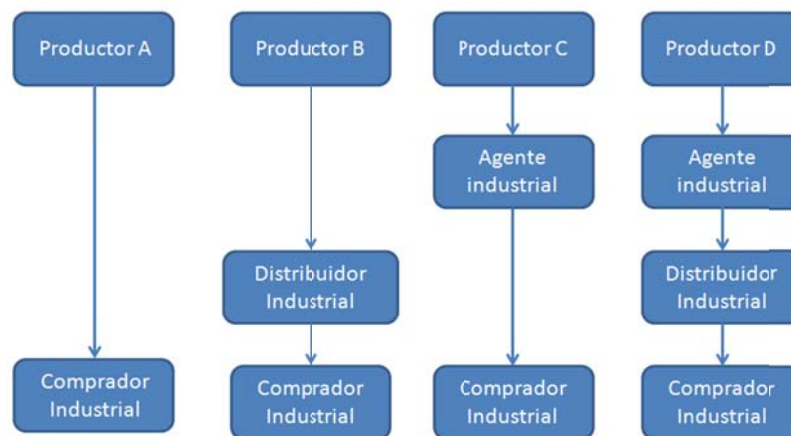 Productor A
Productor B
Productor C
Productor D
Agente
industrial
Agente
industrial
Distribuidor
Industrial
Distribuidor
Industrial
Comprador
Industrial
Comprador
Industrial
Comprador
Industrial
Comprador
Industrial